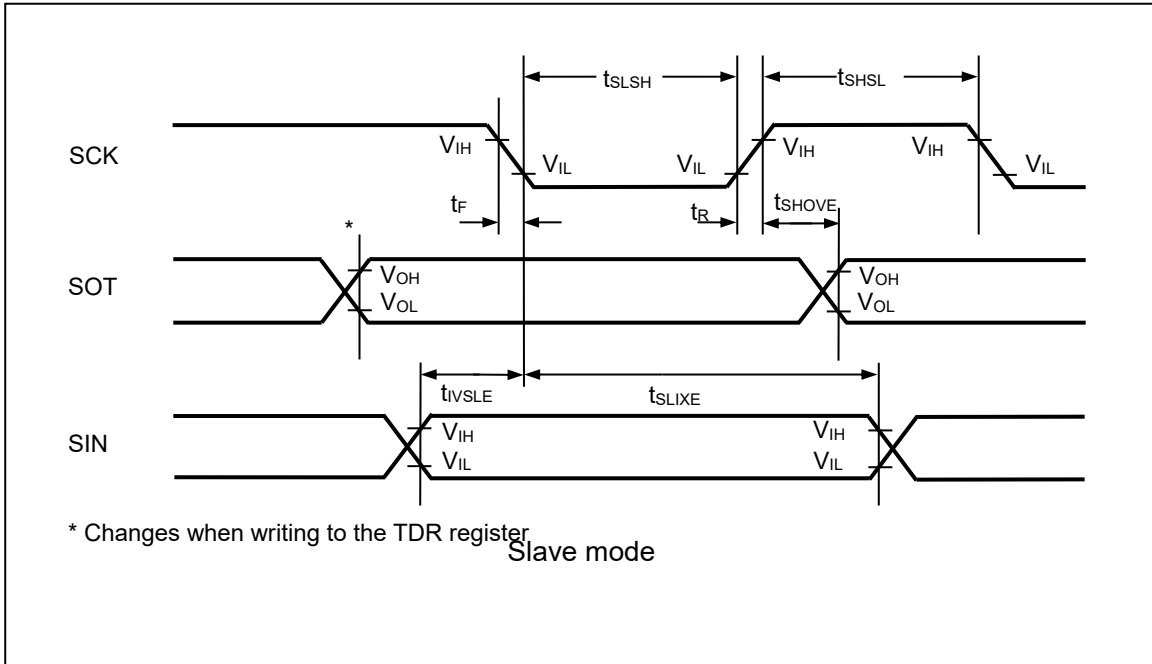 tSLSH tSHSL
SCK VIH VIL VIL VIH VIH VIL
tF tR tSHOVE
*
SOT VOH VOL VOH VOL
tIVSLE tSLIXE
SIN VIH VIL VIH VIL
* Changes when writing to the TDR register
Slave mode